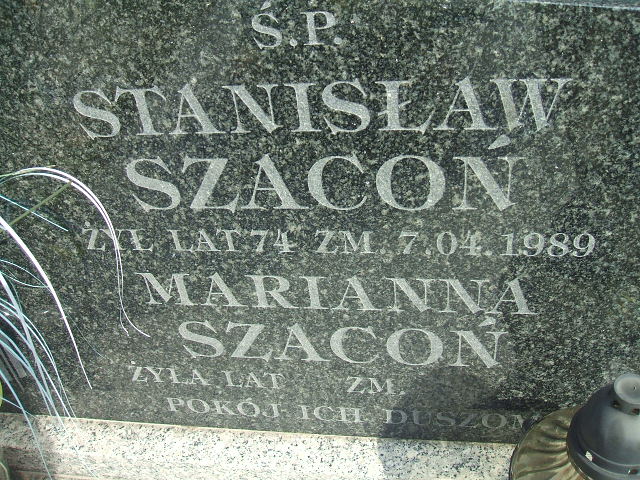 Ś.P.
STANISŁAW
SZACOŃ
ŻYŁ LAT 74 ZM. 7.04.1989
MARIANNA
SZACOŃ
ŻYŁA LAT ZM.
POKÓJ ICH DUSZOM